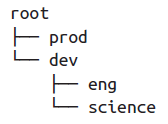 root
├── prod
└── dev
    ├── eng
    └── science